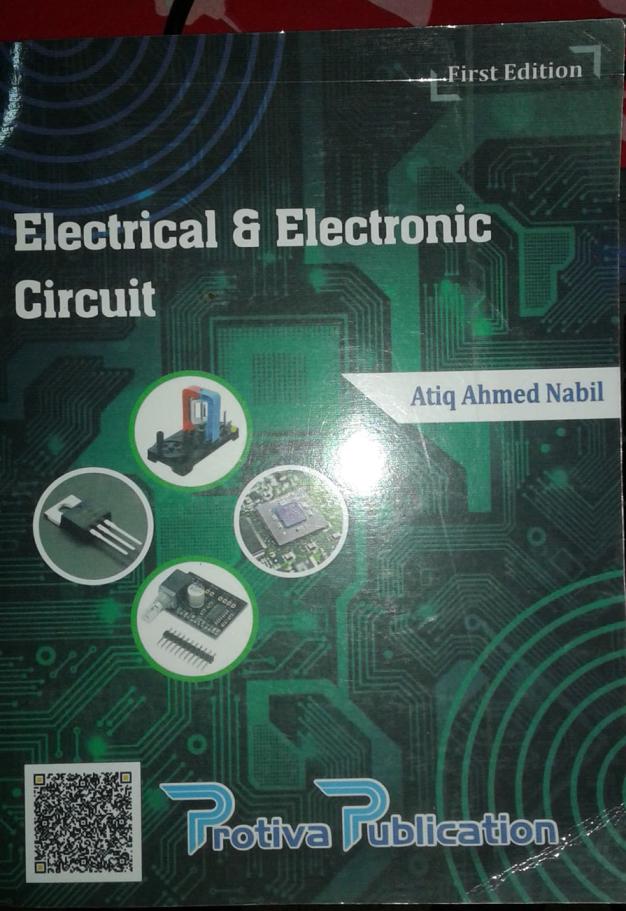 First Edition
Electrical & Electronic
Circuit
Atiq Ahmed Nabil
Protiva Publication